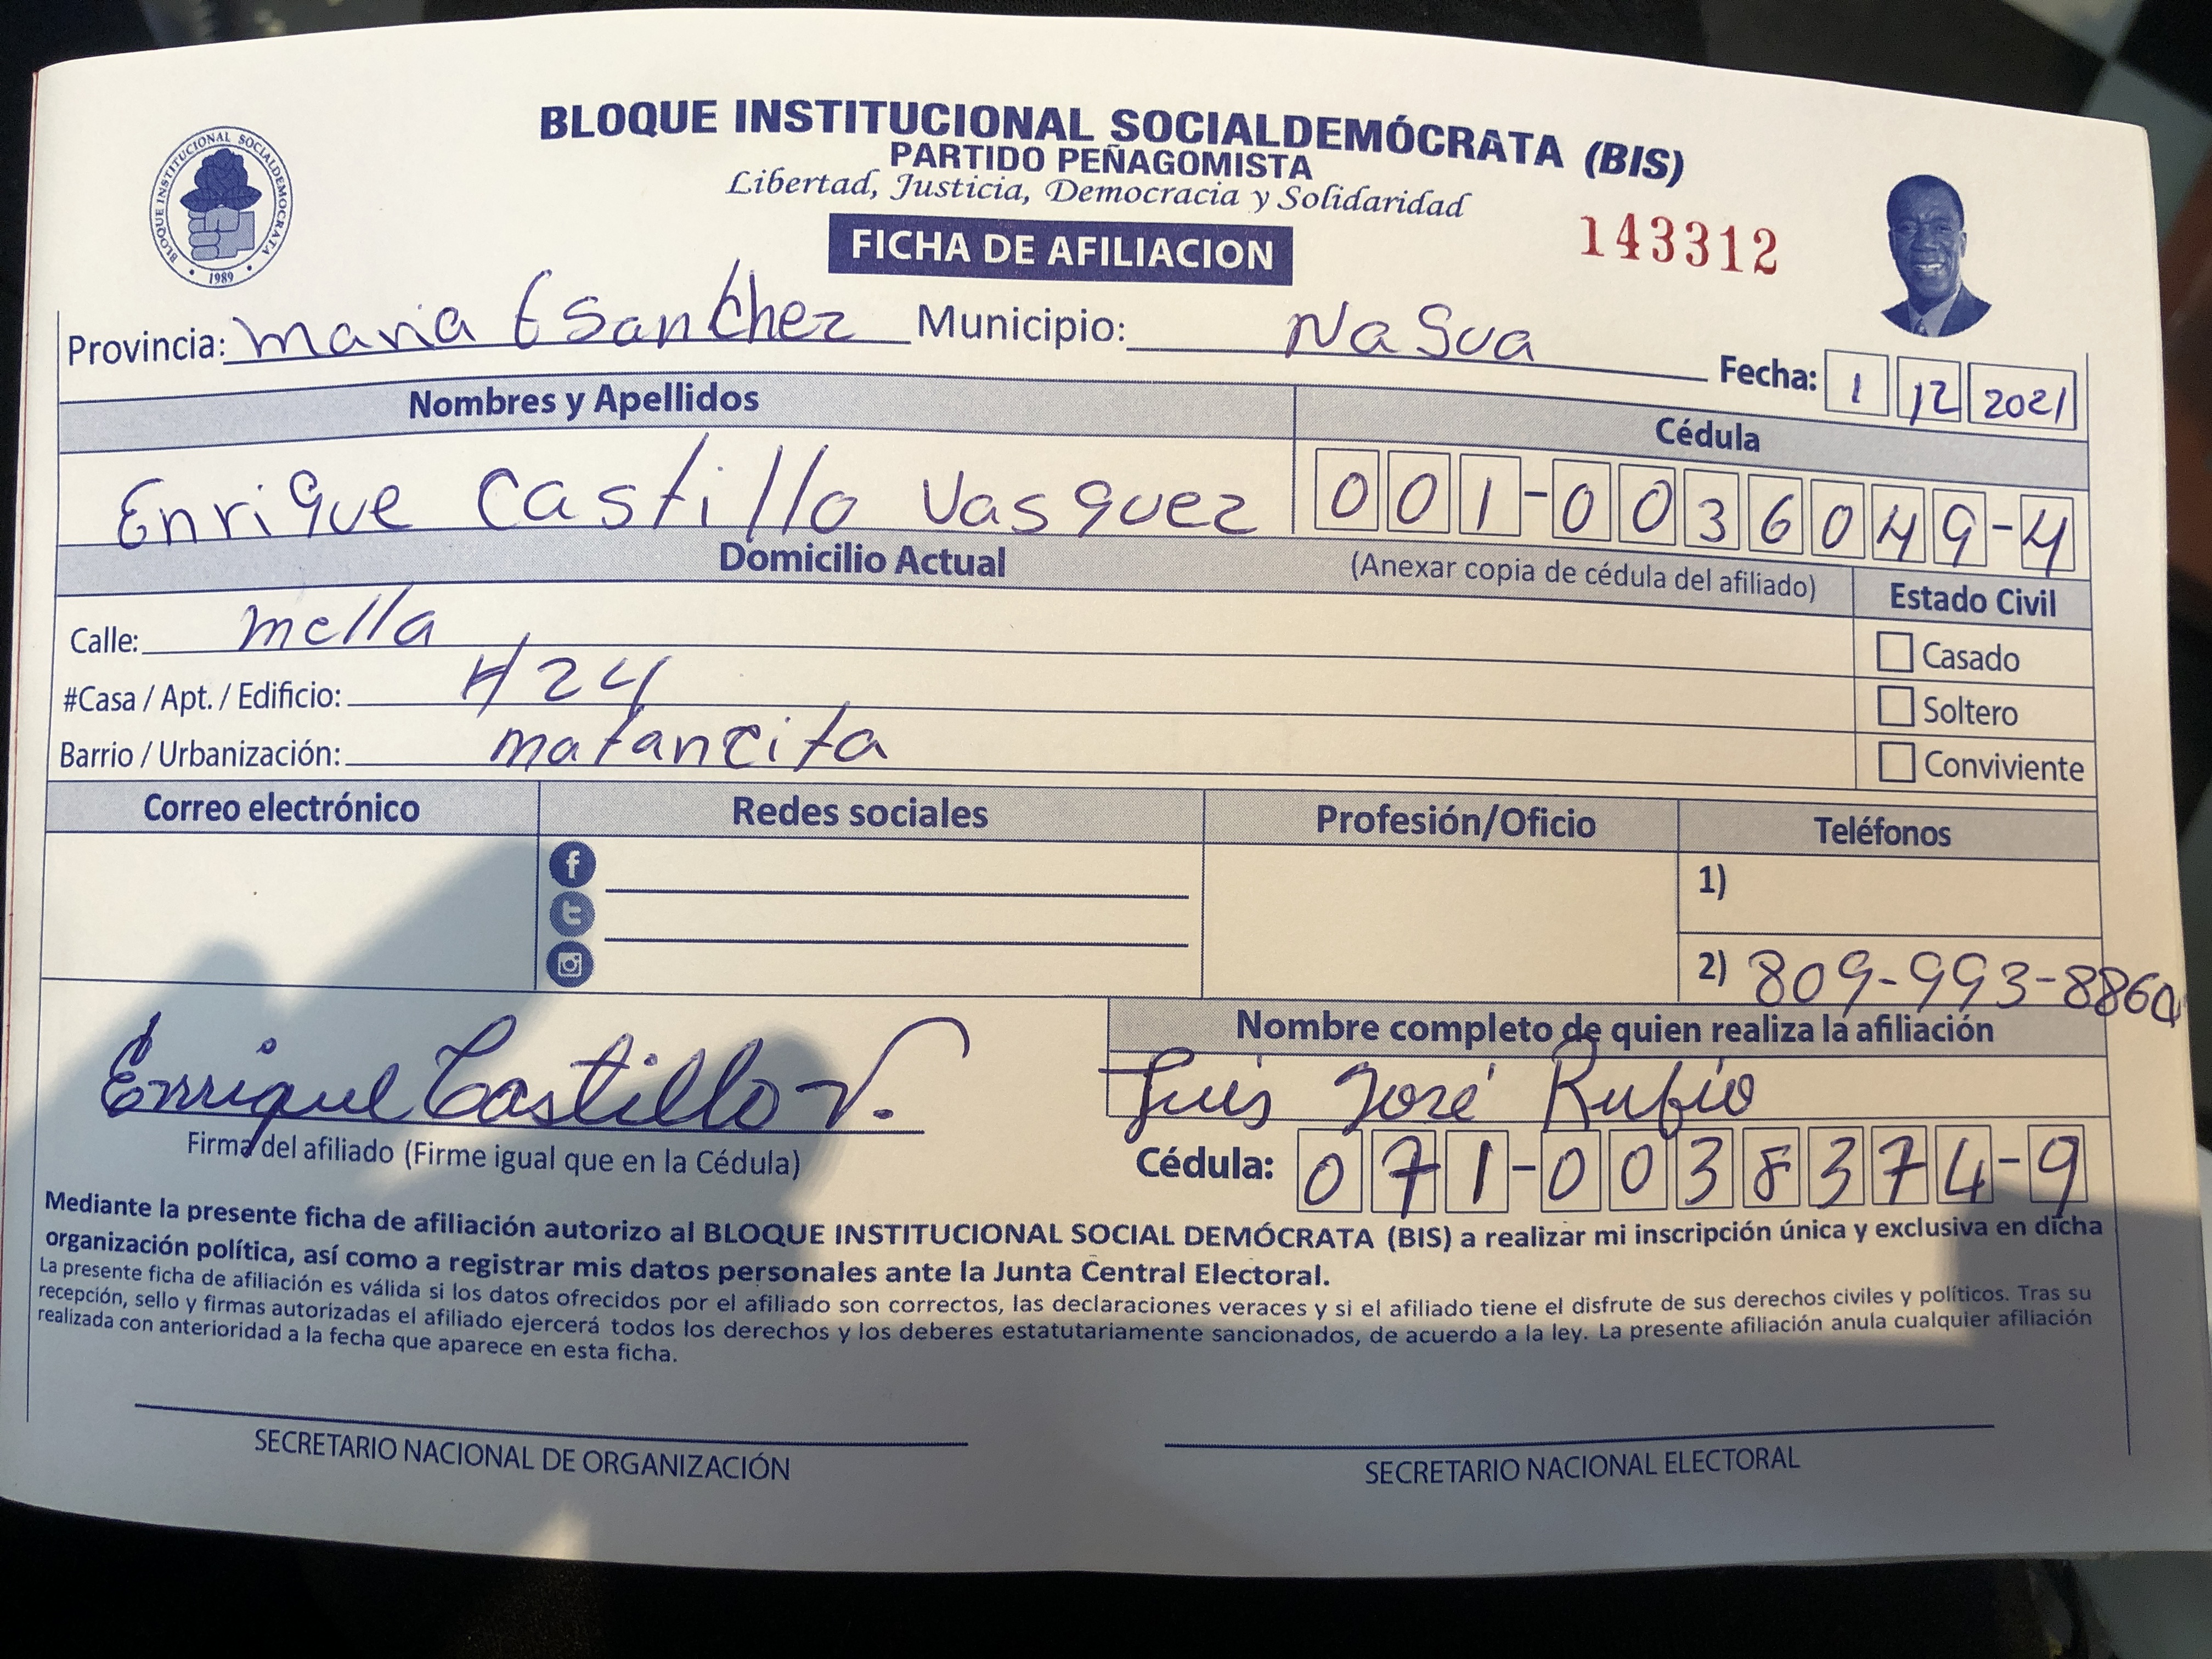 BLOQUE INSTITUCIONAL SOCIALDEMÓCRATA (BIS)
PARTIDO PEÑAGOMISTA
Libertad, Justicia, Democracia y Solidaridad
BLOQUE INSTITUCIONAL SOCIALDEMOCRATA
• 1989 •
FICHA DE AFILIACION
143312
Provincia: Maria E Sanchez Municipio: NaGua
Fecha: 1 12 2021
Nombres y Apellidos Cédula
Enrique Castillo Vasquez 001-0036049-4
Domicilio Actual (Anexar copia de cédula del afiliado) Estado Civil
Calle: mella
Casado
#Casa / Apt. / Edificio: #24
Soltero
Barrio / Urbanización: matancita
Conviviente
Correo electrónico Redes sociales Profesión/Oficio Teléfonos
1)
2) 809-993-8860
Nombre completo de quien realiza la afiliación
Enrique Castillo V. Luis José Rubio
Firma del afiliado (Firme igual que en la Cédula) Cédula: 071-0038374-9
Mediante la presente ficha de afiliación autorizo al BLOQUE INSTITUCIONAL SOCIAL DEMÓCRATA (BIS) a realizar mi inscripción única y exclusiva en dicha
organización política, así como a registrar mis datos personales ante la Junta Central Electoral.
La presente ficha de afiliación es válida si los datos ofrecidos por el afiliado son correctos, las declaraciones veraces y si el afiliado tiene el disfrute de sus derechos civiles y políticos. Tras su
recepción, sello y firmas autorizadas el afiliado ejercerá todos los derechos y los deberes estatutariamente sancionados, de acuerdo a la ley. La presente afiliación anula cualquier afiliación
realizada con anterioridad a la fecha que aparece en esta ficha.
SECRETARIO NACIONAL DE ORGANIZACIÓN SECRETARIO NACIONAL ELECTORAL